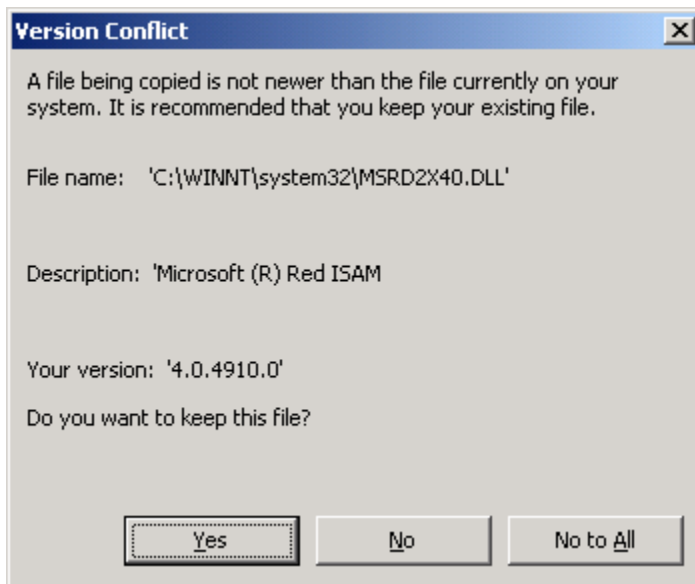 Version Conflict
A file being copied is not newer than the file currently on your
system. It is recommended that you keep your existing file.
File name: 'C:\WINNT\system32\MSRD2X40.DLL'
Description: 'Microsoft (R) Red ISAM
Your version: '4.0.4910.0'
Do you want to keep this file?
Yes
No
No to All